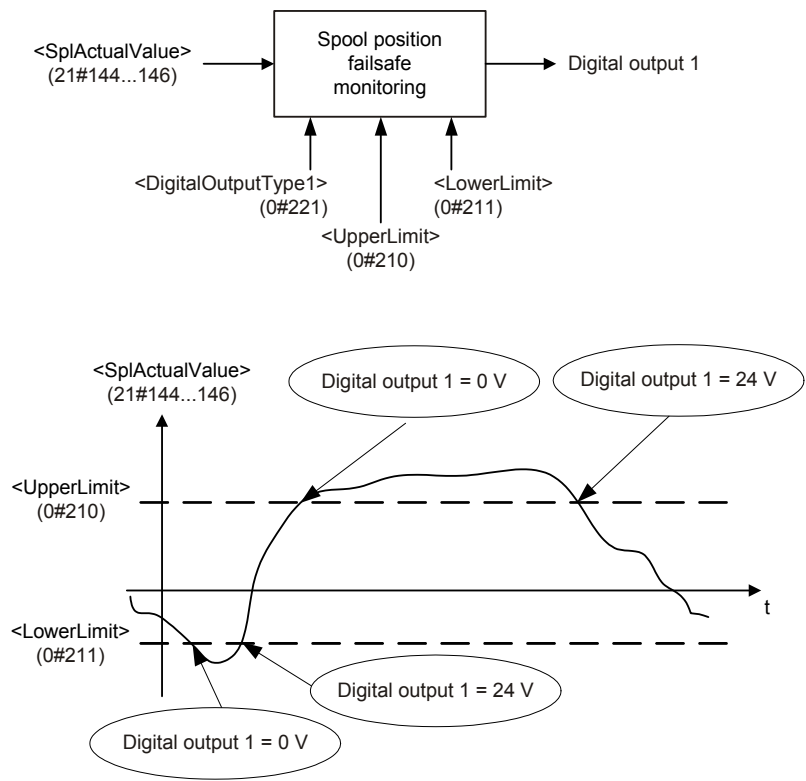 <SplActualValue>
(21#144...146)
Spool position
failsafe
monitoring
Digital output 1
<DigitalOutputType1>
(0#221)
<LowerLimit>
(0#211)
<UpperLimit>
(0#210)
<SplActualValue>
(21#144...146)
Digital output 1 = 0 V
Digital output 1 = 24 V
<UpperLimit>
(0#210)
t
<LowerLimit>
(0#211)
Digital output 1 = 24 V
Digital output 1 = 0 V